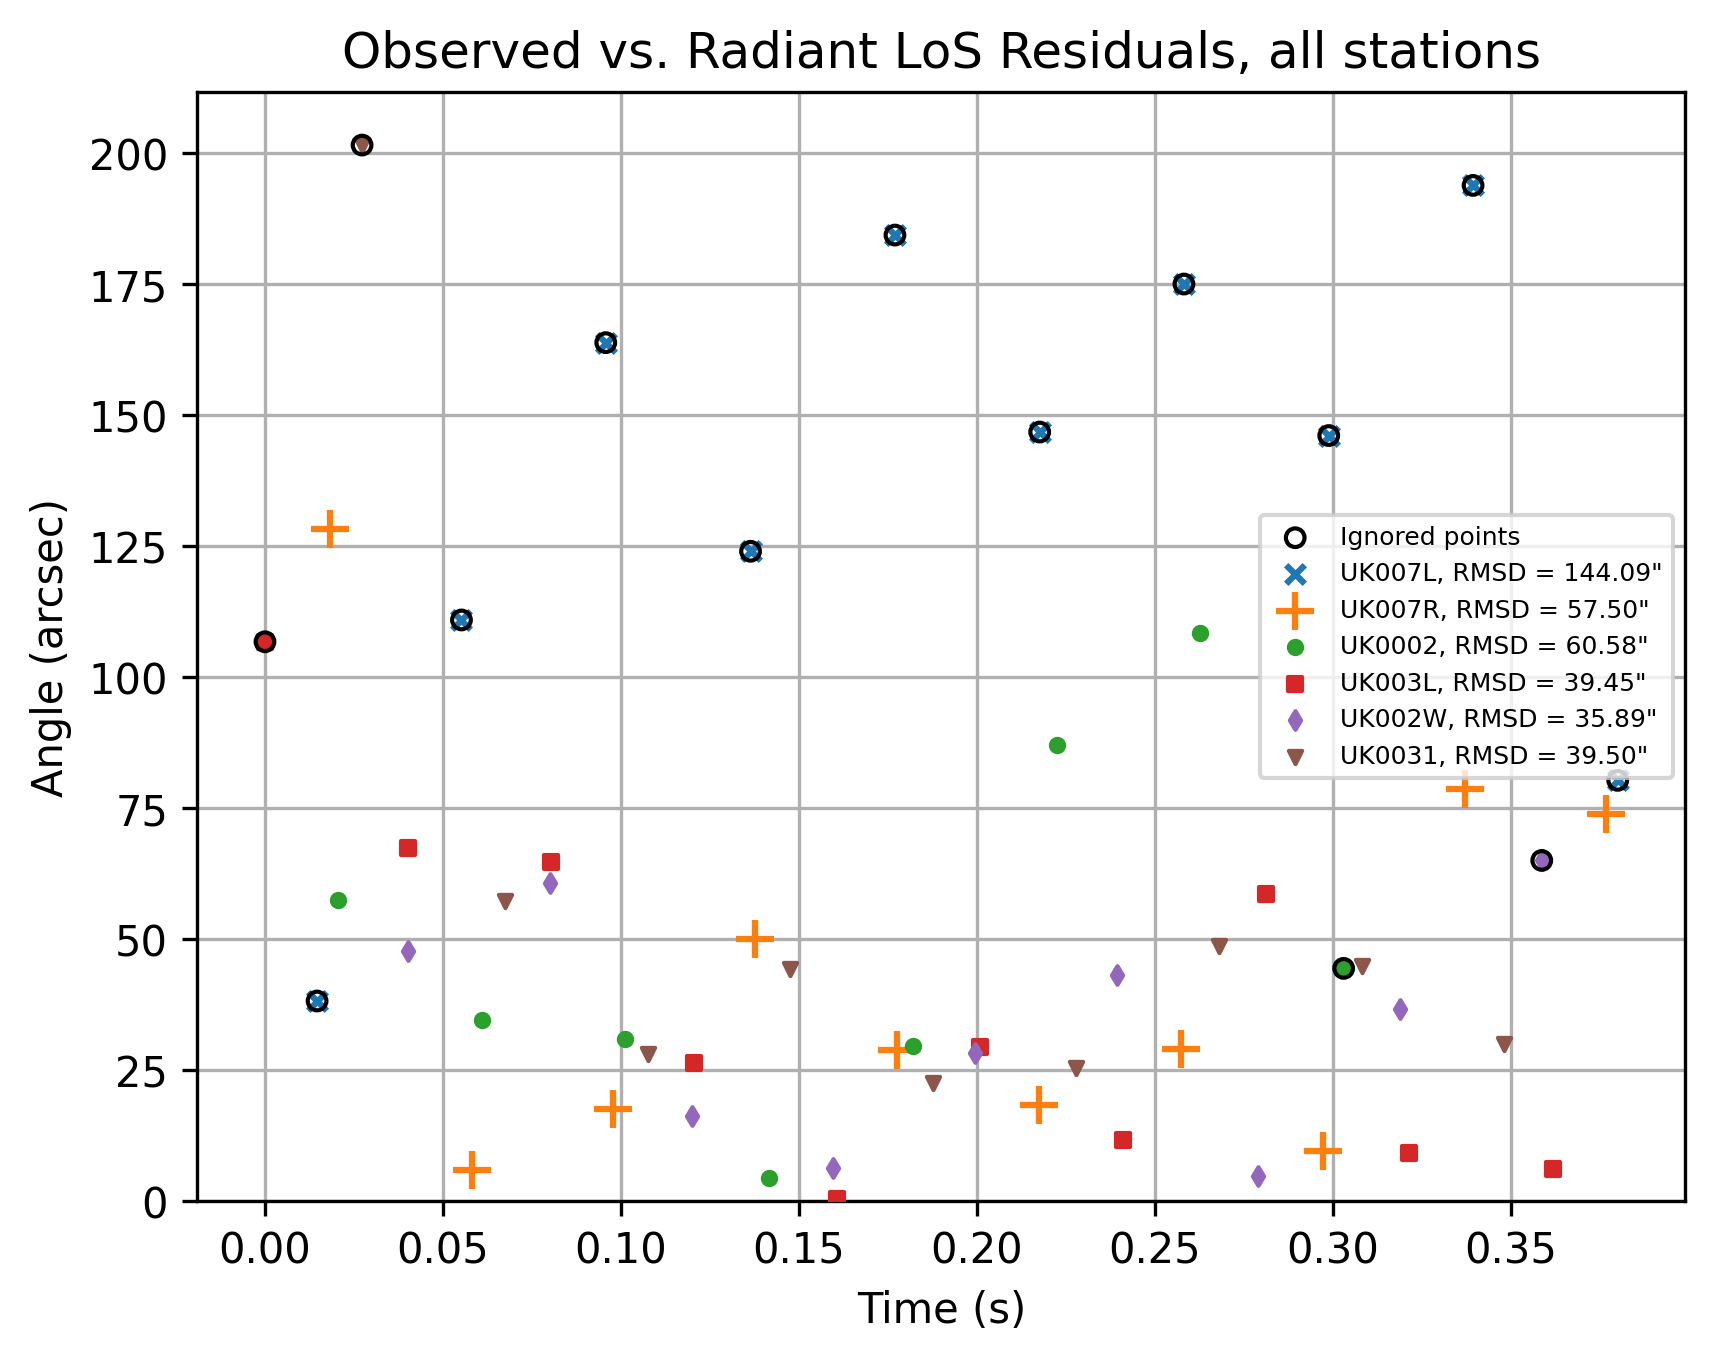 Observed vs. Radiant LoS Residuals, all stations
Angle (arcsec)
200
175
150
125
100
75
50
25
0
Ignored points
UK007L, RMSD = 144.09"
UK007R, RMSD = 57.50"
UK0002, RMSD = 60.58"
UK003L, RMSD = 39.45"
UK002W, RMSD = 35.89"
UK0031, RMSD = 39.50"
0.00 0.05 0.10 0.15 0.20 0.25 0.30 0.35
Time (s)